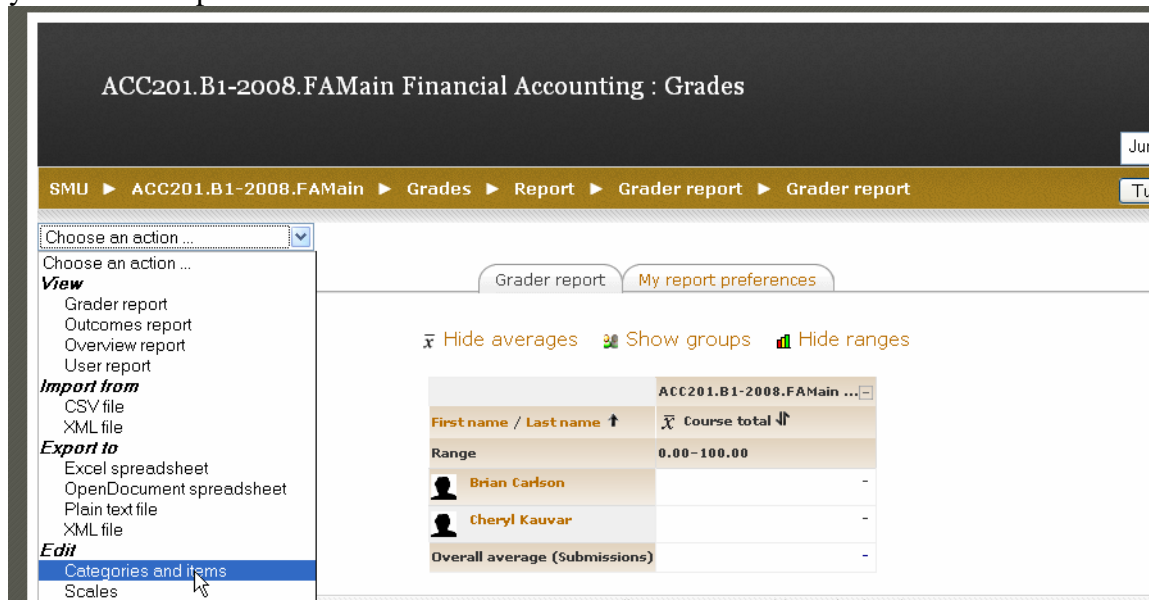 ACC201.B1-2008.FAMain Financial Accounting : Grades
SMU ► ACC201.B1-2008.FAMain ► Grades ► Report ► Grader report ► Grader report
Choose an action ...
Choose an action ...
View
Grader report
Outcomes report
Overview report
User report
Import from
CSV file
XML file
Export to
Excel spreadsheet
OpenDocument spreadsheet
Plain text file
XML file
Edit
Categories and items
Scales
Grader report
My report preferences
Hide averages Show groups Hide ranges
ACC201.B1-2008.FAMain ...
First name / Last name ↑ x̄ Course total
Range 0.00-100.00
Brian Carlson -
Cheryl Kauvar -
Overall average (Submissions) -